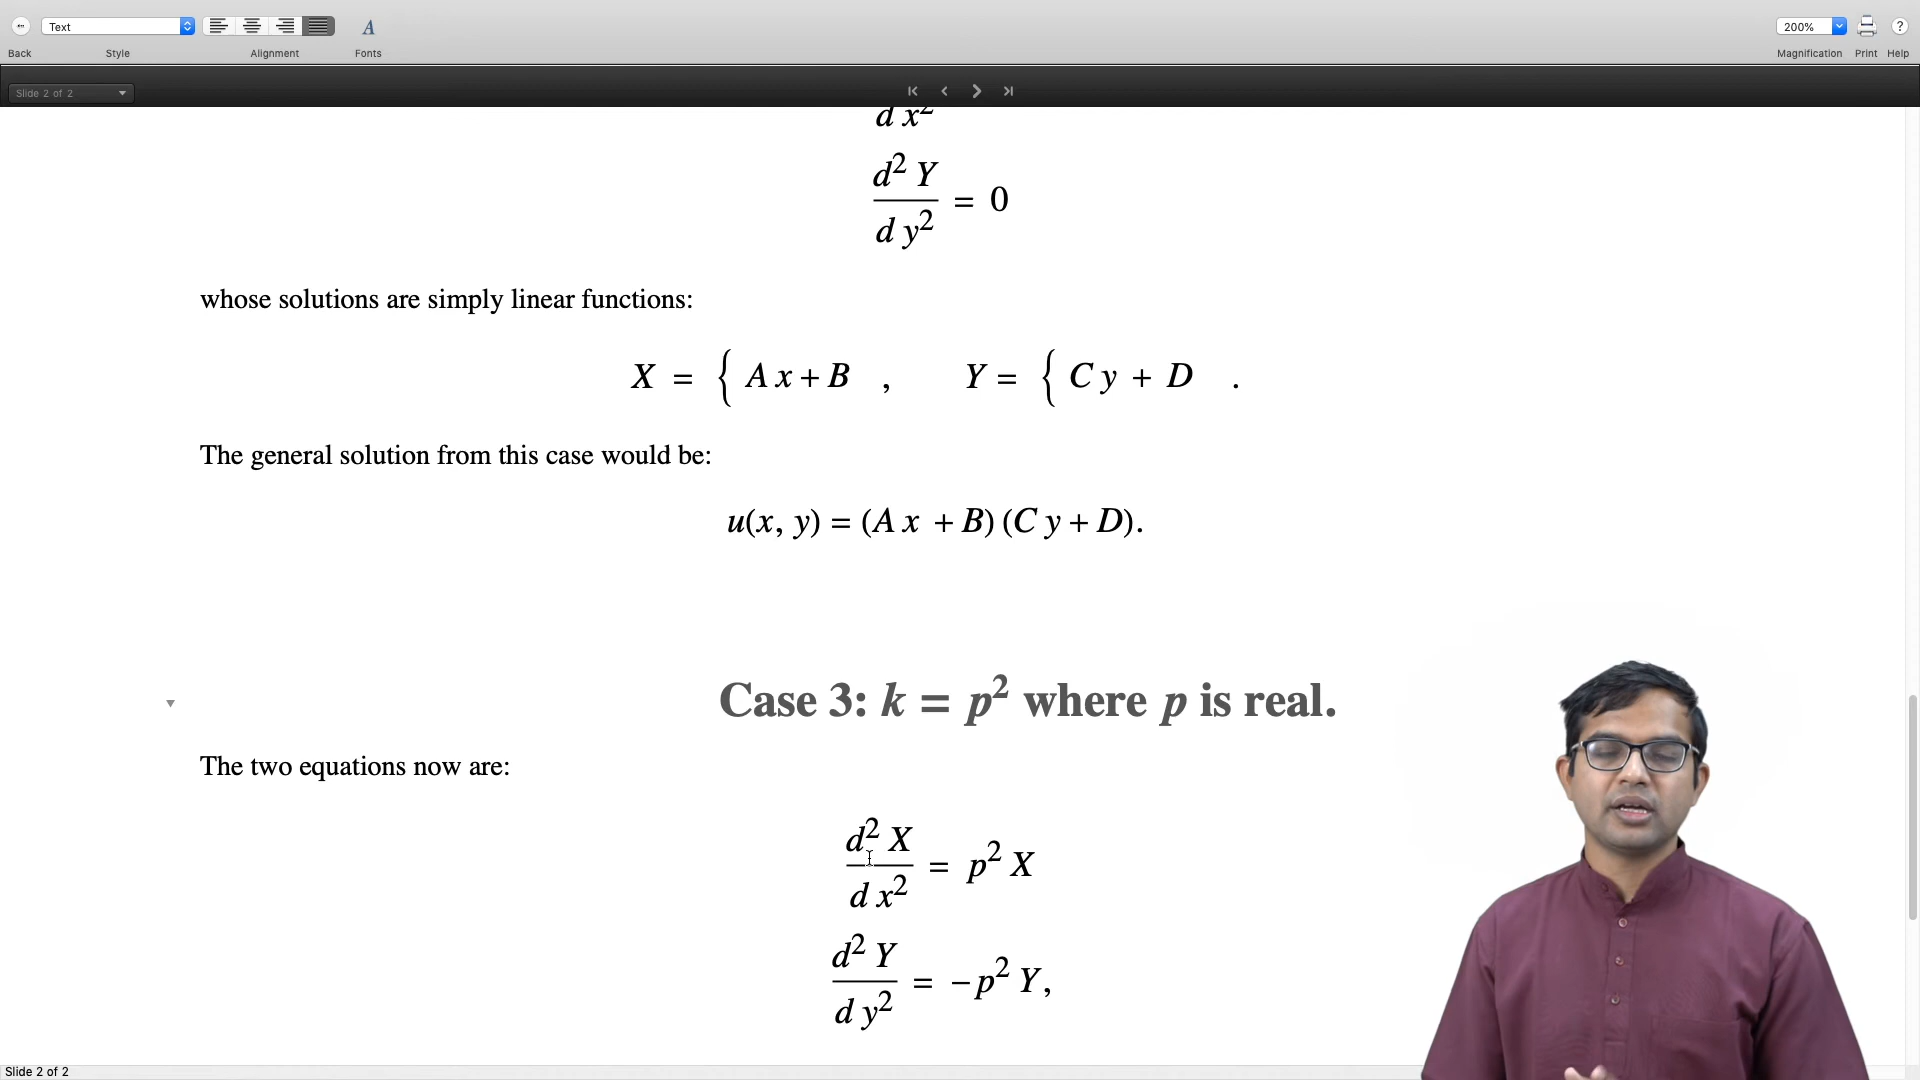 Text
Back
Style
Alignment
A
Fonts
200%
?
Magnification
Print
Help
Slide 2 of 2
d x²
d² Y
d y²
= 0
whose solutions are simply linear functions:
X = { A x + B , Y = { C y + D .
The general solution from this case would be:
u(x, y) = (A x + B) (C y + D).
Case 3: k = p² where p is real.
The two equations now are:
d² X
d x²
= p² X
d² Y
d y²
= −p² Y,
Slide 2 of 2